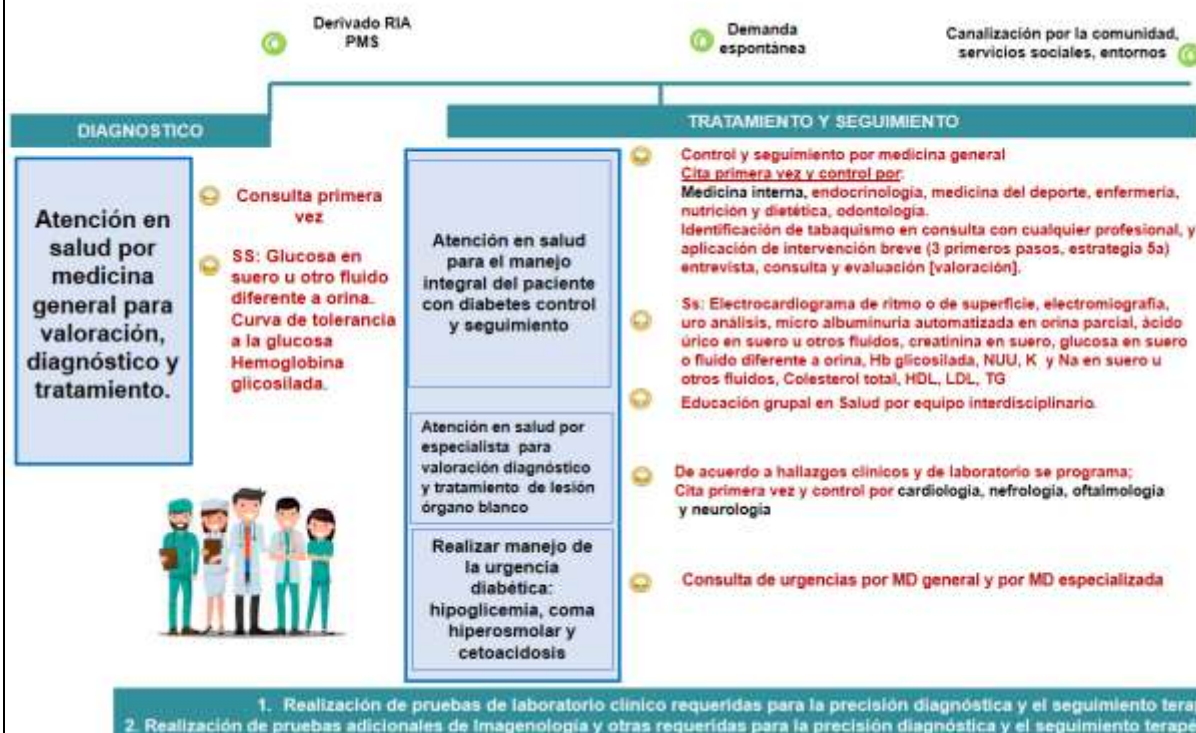 Derivado RIA
PMS
Demanda
espontánea
Canalización por la comunidad,
servicios sociales, entornos
DIAGNOSTICO
TRATAMIENTO Y SEGUIMIENTO
Atención en
salud por
medicina
general para
valoración,
diagnóstico y
tratamiento.
Consulta primera
vez
SS: Glucosa en
suero u otro fluido
diferente a orina.
Curva de tolerancia
a la glucosa
Hemoglobina
glicosilada.
Atención en salud
para el manejo
integral del paciente
con diabetes control
y seguimiento
Control y seguimiento por medicina general
Cita primera vez y control por:
Medicina interna, endocrinología, medicina del deporte, enfermería,
nutrición y dietética, odontología.
Identificación de tabaquismo en consulta con cualquier profesional, y
aplicación de intervención breve (3 primeros pasos, estrategia 5a)
entrevista, consulta y evaluación [valoración].
Ss: Electrocardiograma de ritmo o de superficie, electromiografía,
uro análisis, micro albuminuria automatizada en orina parcial, ácido
úrico en suero u otros fluidos, creatinina en suero, glucosa en suero
o fluido diferente a orina, Hb glicosilada, NUU, K y Na en suero u
otros fluidos, Colesterol total, HDL, LDL, TG
Educación grupal en Salud por equipo interdisciplinario.
Atención en salud por
especialista para
valoración diagnóstico
y tratamiento de lesión
órgano blanco
De acuerdo a hallazgos clínicos y de laboratorio se programa;
Cita primera vez y control por cardiología, nefrología, oftalmología
y neurología
Realizar manejo de
la urgencia
diabética:
hipoglicemia, coma
hiperosmolar y
cetoacidosis
Consulta de urgencias por MD general y por MD especializada
1. Realización de pruebas de laboratorio clínico requeridas para la precisión diagnóstica y el seguimiento terap
2. Realización de pruebas adicionales de Imagenología y otras requeridas para la precisión diagnóstica y el seguimiento terapé